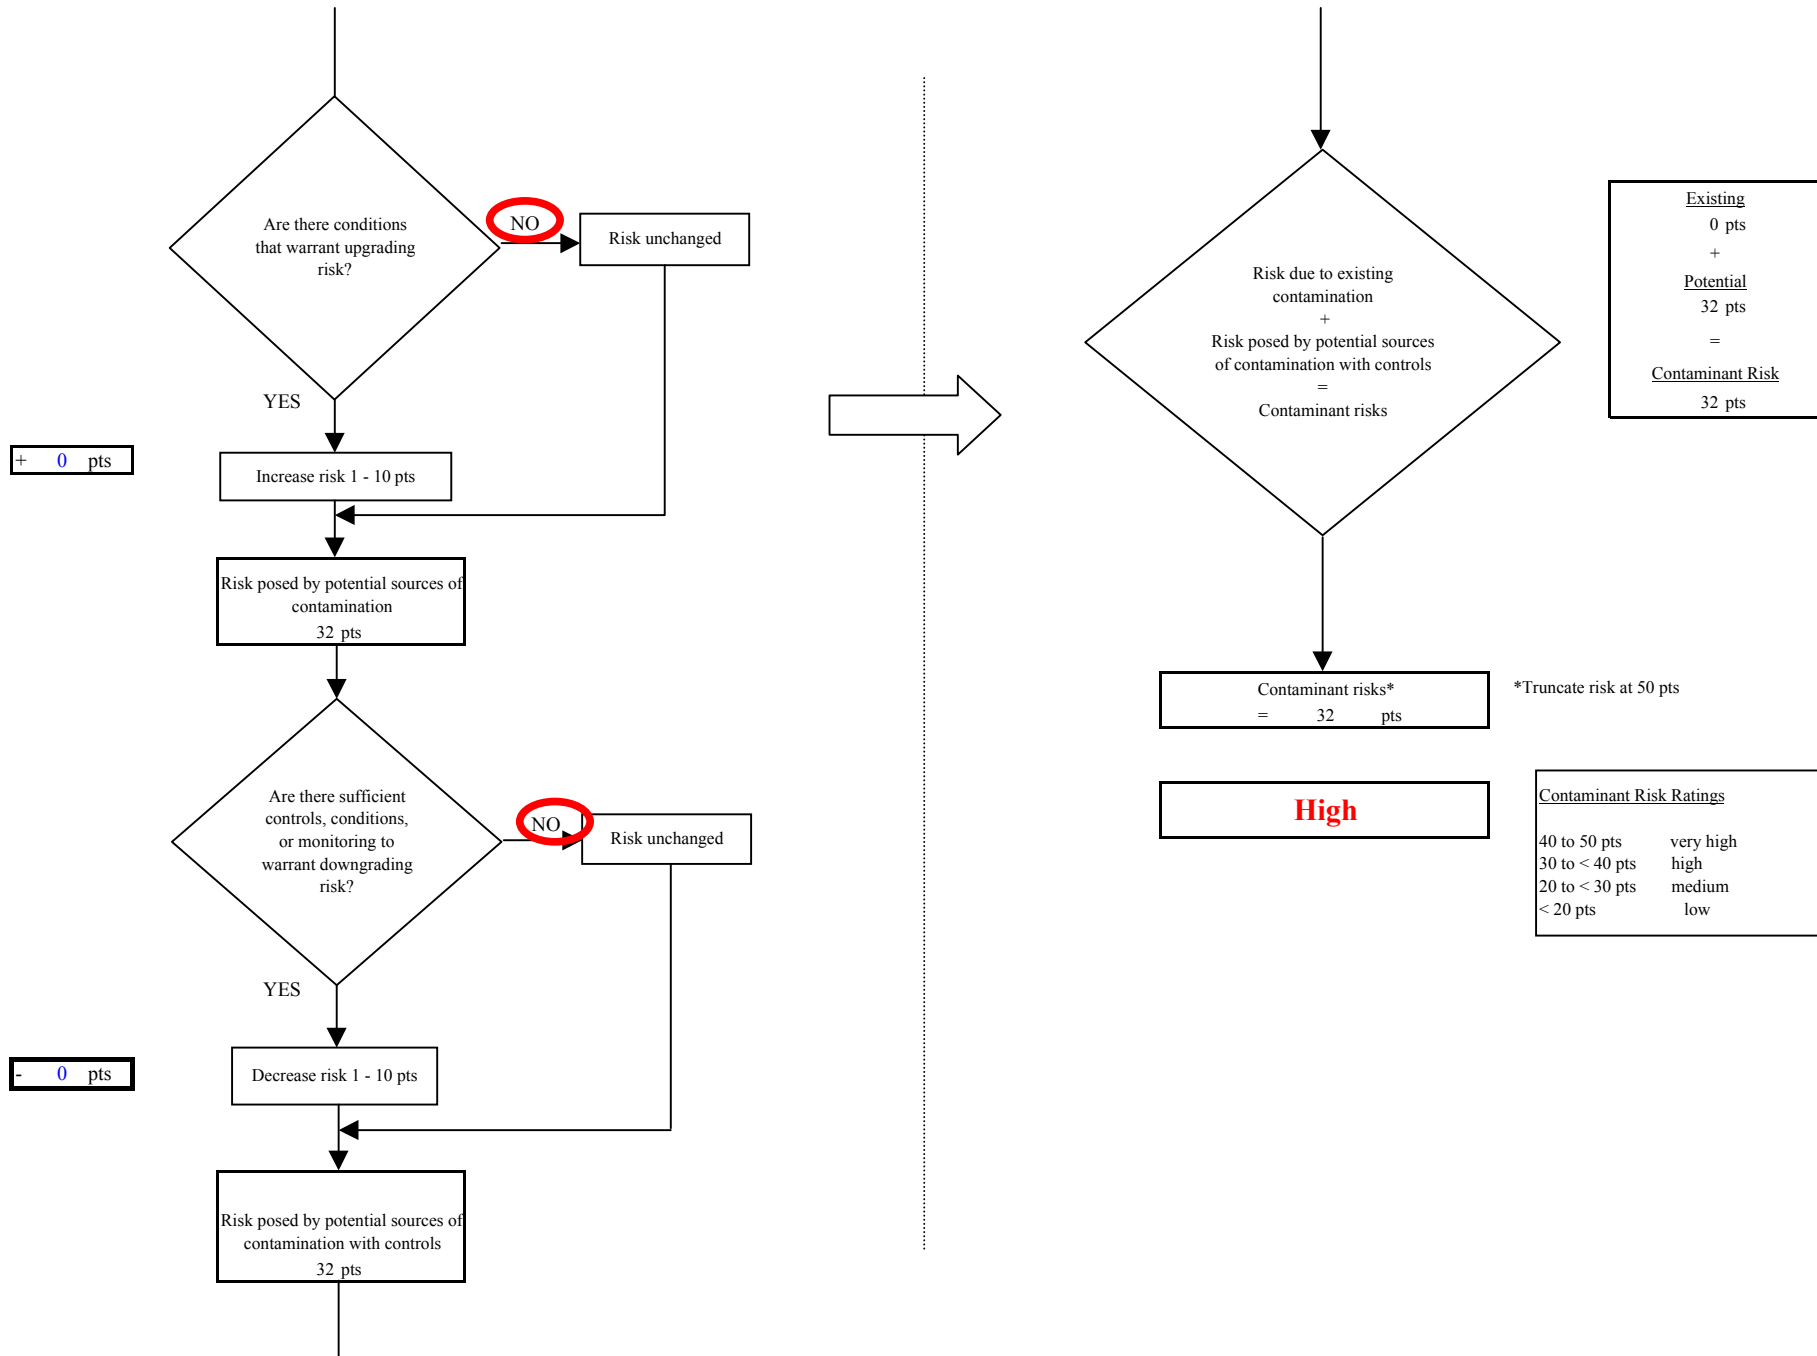 Are there conditions
that warrant upgrading
risk?
NO
Risk unchanged
YES
+ 0 pts
Increase risk 1 - 10 pts
Risk posed by potential sources of
contamination
32 pts
Are there sufficient
controls, conditions,
or monitoring to
warrant downgrading
risk?
NO
Risk unchanged
YES
- 0 pts
Decrease risk 1 - 10 pts
Risk posed by potential sources of
contamination with controls
32 pts
Risk due to existing
contamination
+
Risk posed by potential sources
of contamination with controls
=
Contaminant risks
Existing
0 pts
+
Potential
32 pts
=
Contaminant Risk
32 pts
Contaminant risks*
= 32 pts
*Truncate risk at 50 pts
High
Contaminant Risk Ratings
40 to 50 pts very high
30 to < 40 pts high
20 to < 30 pts medium
< 20 pts low